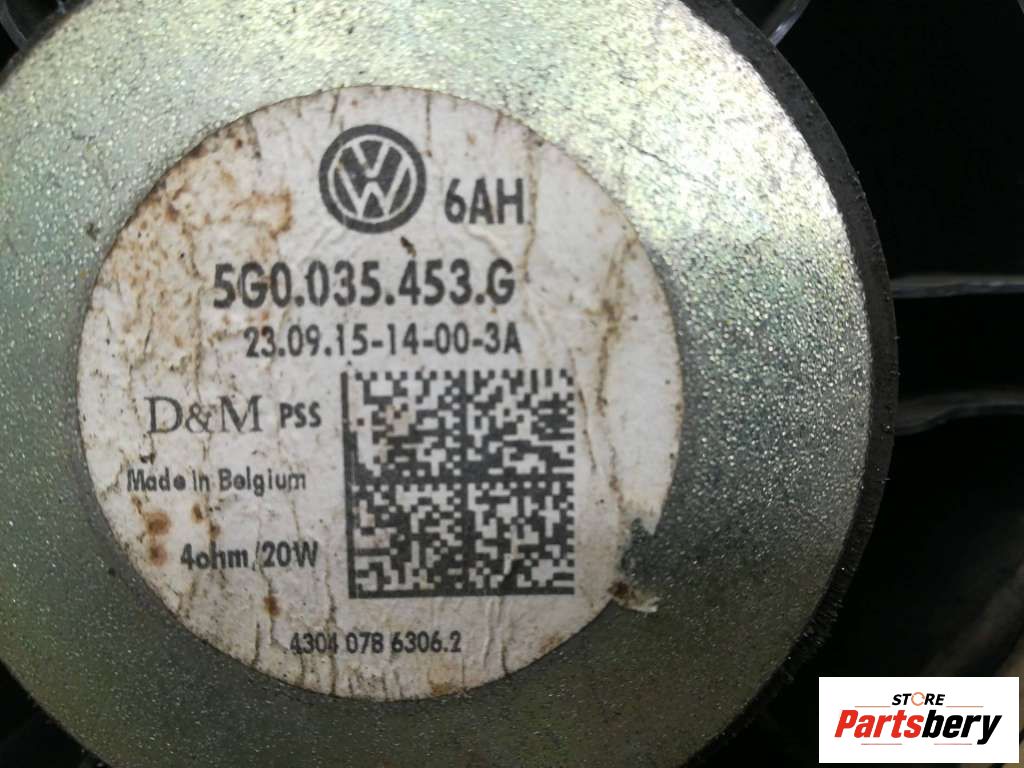 VW 6AH
5G0.035.453.G
23.09.15-14-00-3A
D&M PSS
Made in Belgium
4ohm/20W
4304 078 6306.2
STORE
Partsbery